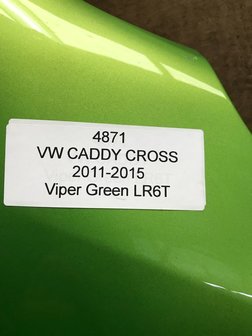 4871
VW CADDY CROSS
2011-2015
Viper Green LR6T